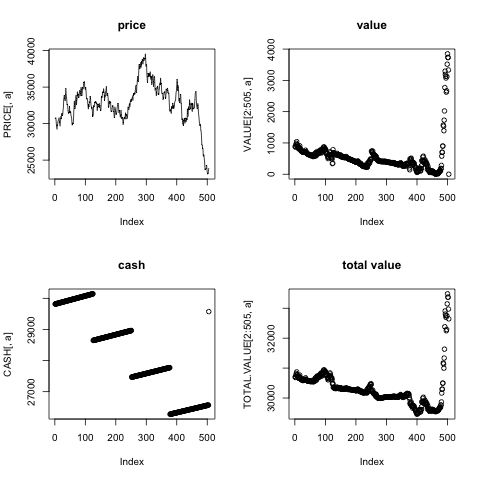 price
PRICE[, a]
25000 30000 35000 40000
0 100 200 300 400 500
Index
value
VALUE[2:505, a]
0 1000 2000 3000 4000
0 100 200 300 400 500
Index
cash
CASH[, a]
27000 29000
0 100 200 300 400 500
Index
total value
TOTAL.VALUE[2:505, a]
30000 32000
0 100 200 300 400 500
Index